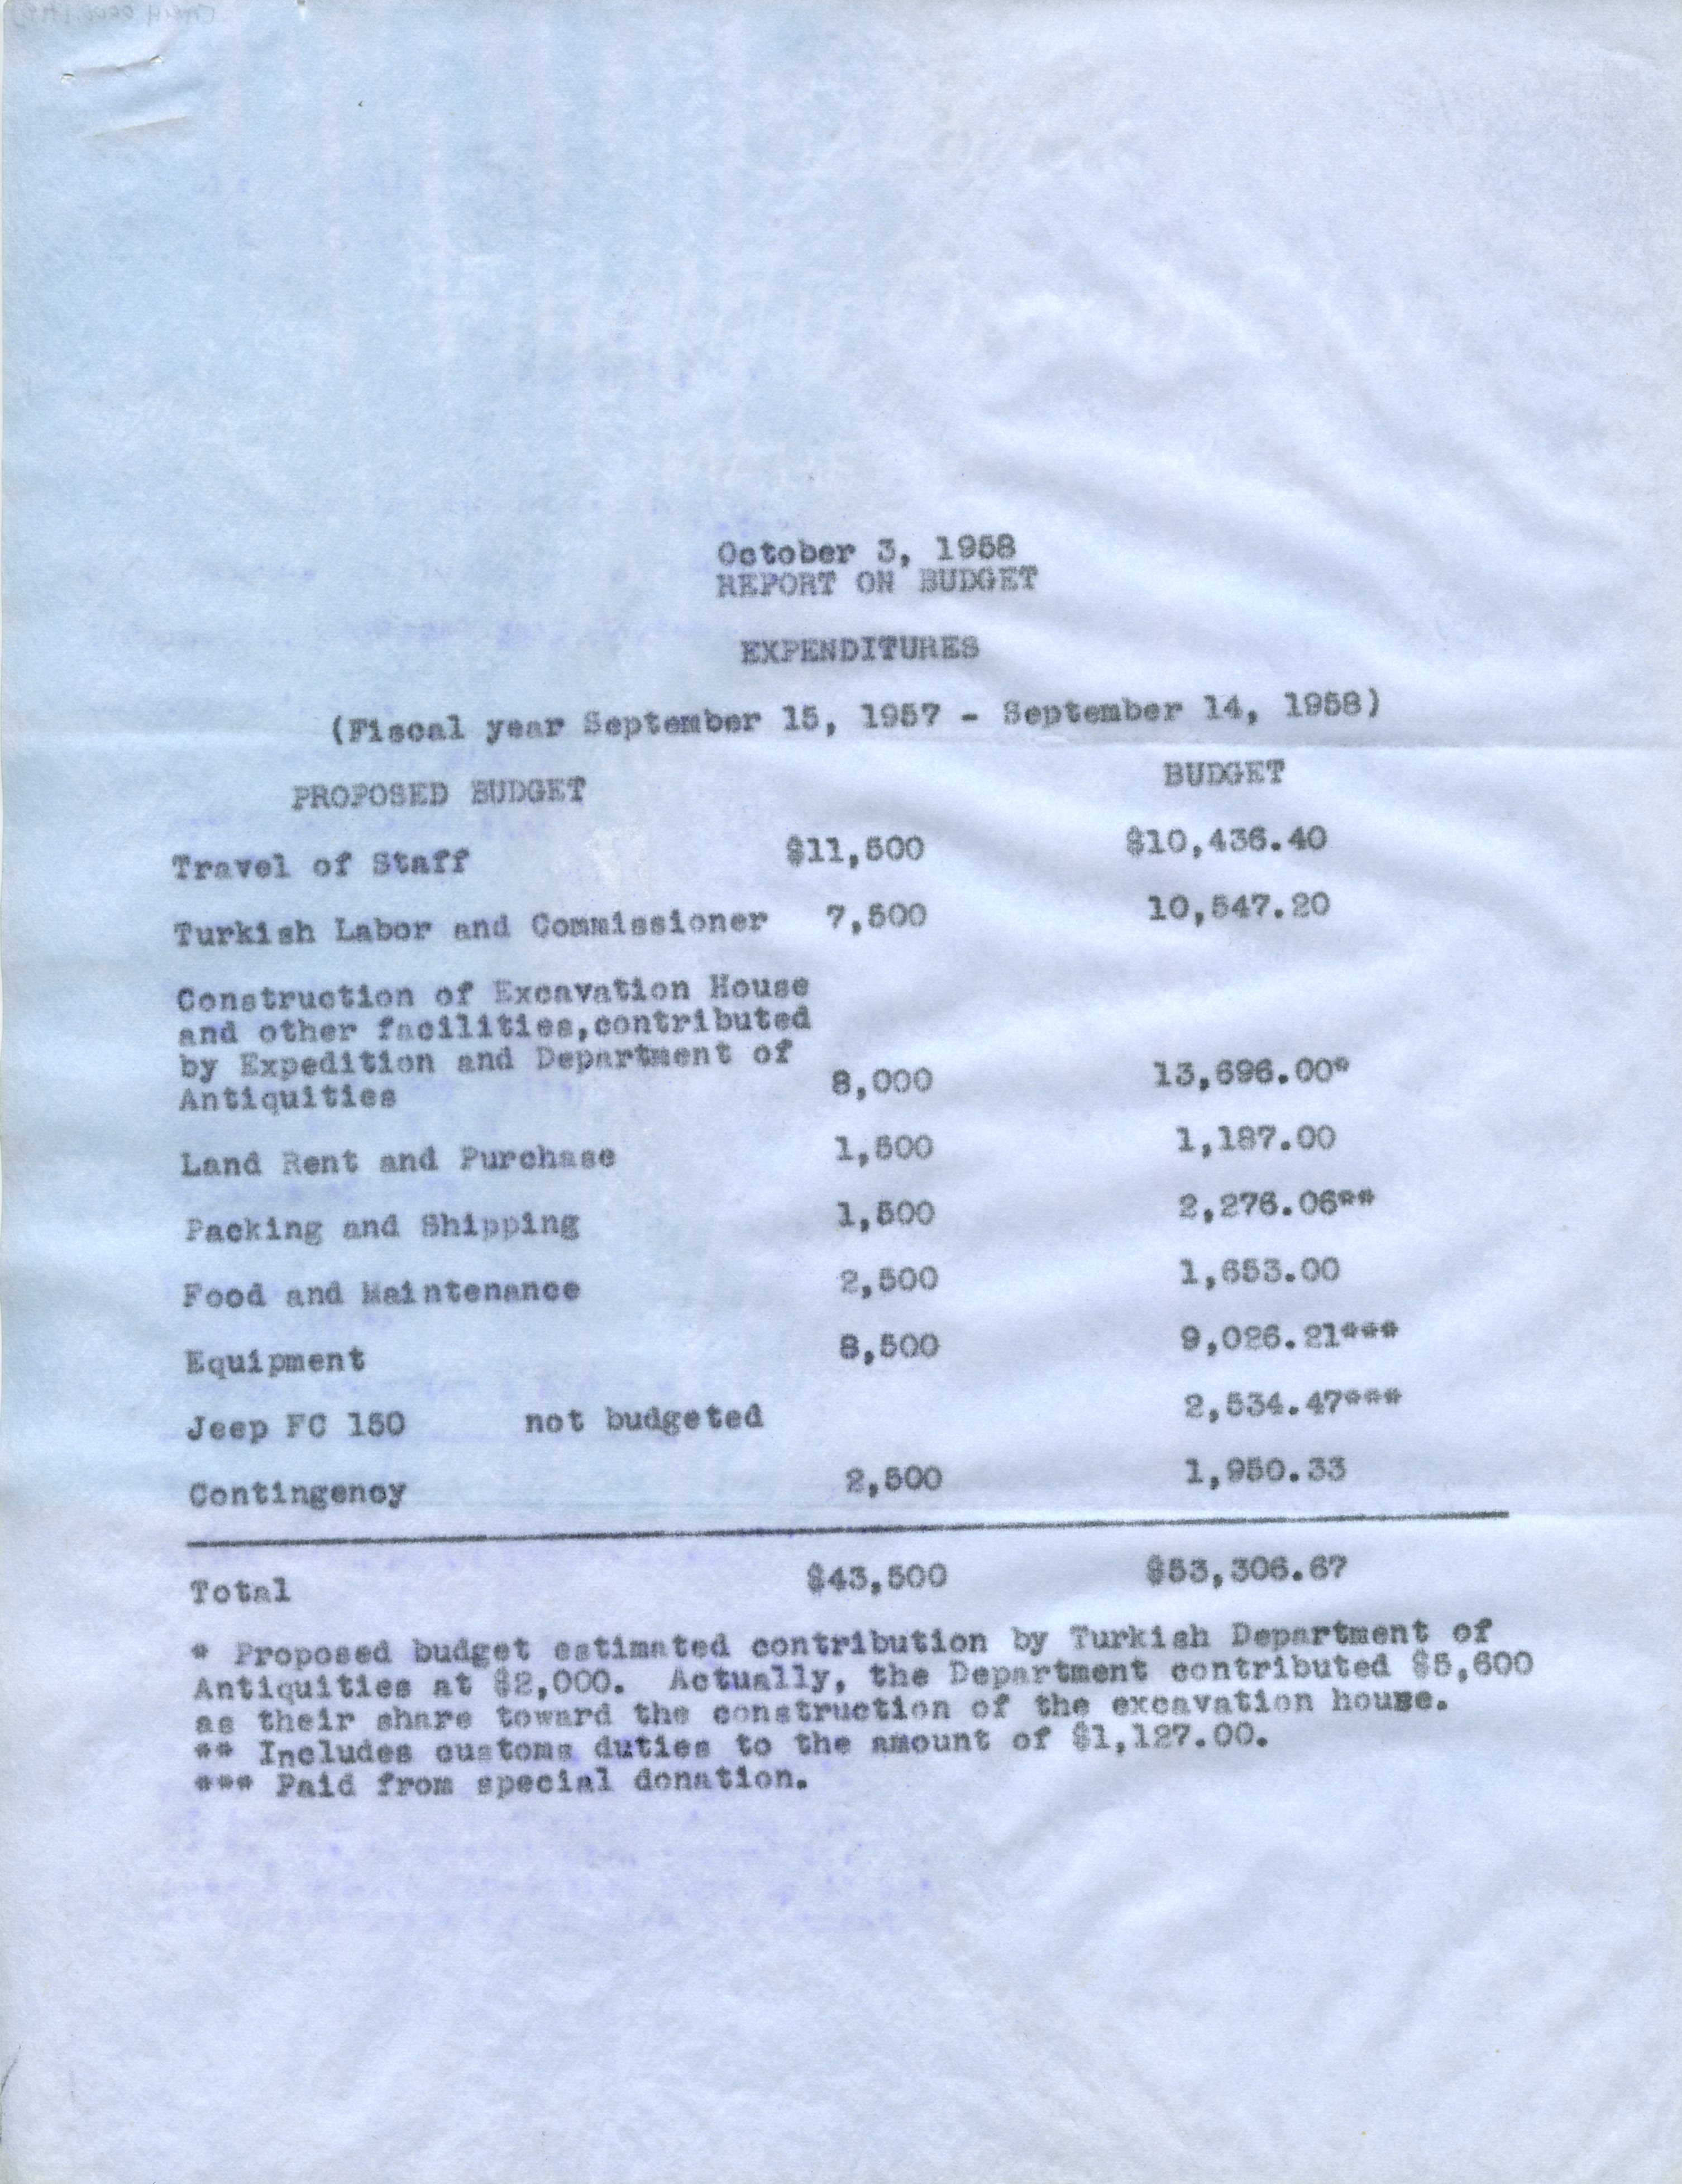 October 3, 1958
REPORT ON BUDGET
EXPENDITURES
(Fiscal year September 15, 1957 - September 14, 1958)
PROPOSED BUDGET BUDGET
Travel of Staff $11,500 $10,436.40
Turkish Labor and Commissioner 7,500 10,547.20
Construction of Excavation House
and other facilities,contributed
by Expedition and Department of
Antiquities 8,000 13,696.00*
Land Rent and Purchase 1,500 1,187.00
Packing and Shipping 1,500 2,276.06**
Food and Maintenance 2,500 1,653.00
Equipment 8,500 9,026.21***
Jeep FC 150 not budgeted 2,534.47***
Contingency 2,500 1,950.33
Total $43,500 $53,306.67
* Proposed budget estimated contribution by Turkish Department of
Antiquities at $2,000. Actually, the Department contributed $5,600
as their share toward the construction of the excavation house.
** Includes customs duties to the amount of $1,127.00.
*** Paid from special donation.